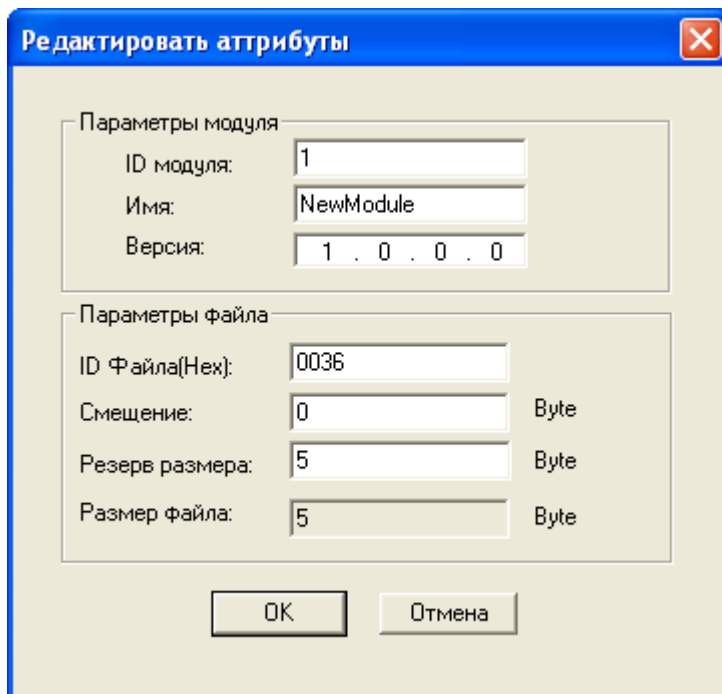 Редактировать аттрибуты
Параметры модуля
ID модуля: 1
Имя: NewModule
Версия: 1 . 0 . 0 . 0
Параметры файла
ID Файла(Hex): 0036
Смещение: 0 Byte
Резерв размера: 5 Byte
Размер файла: 5 Byte
OK Отмена